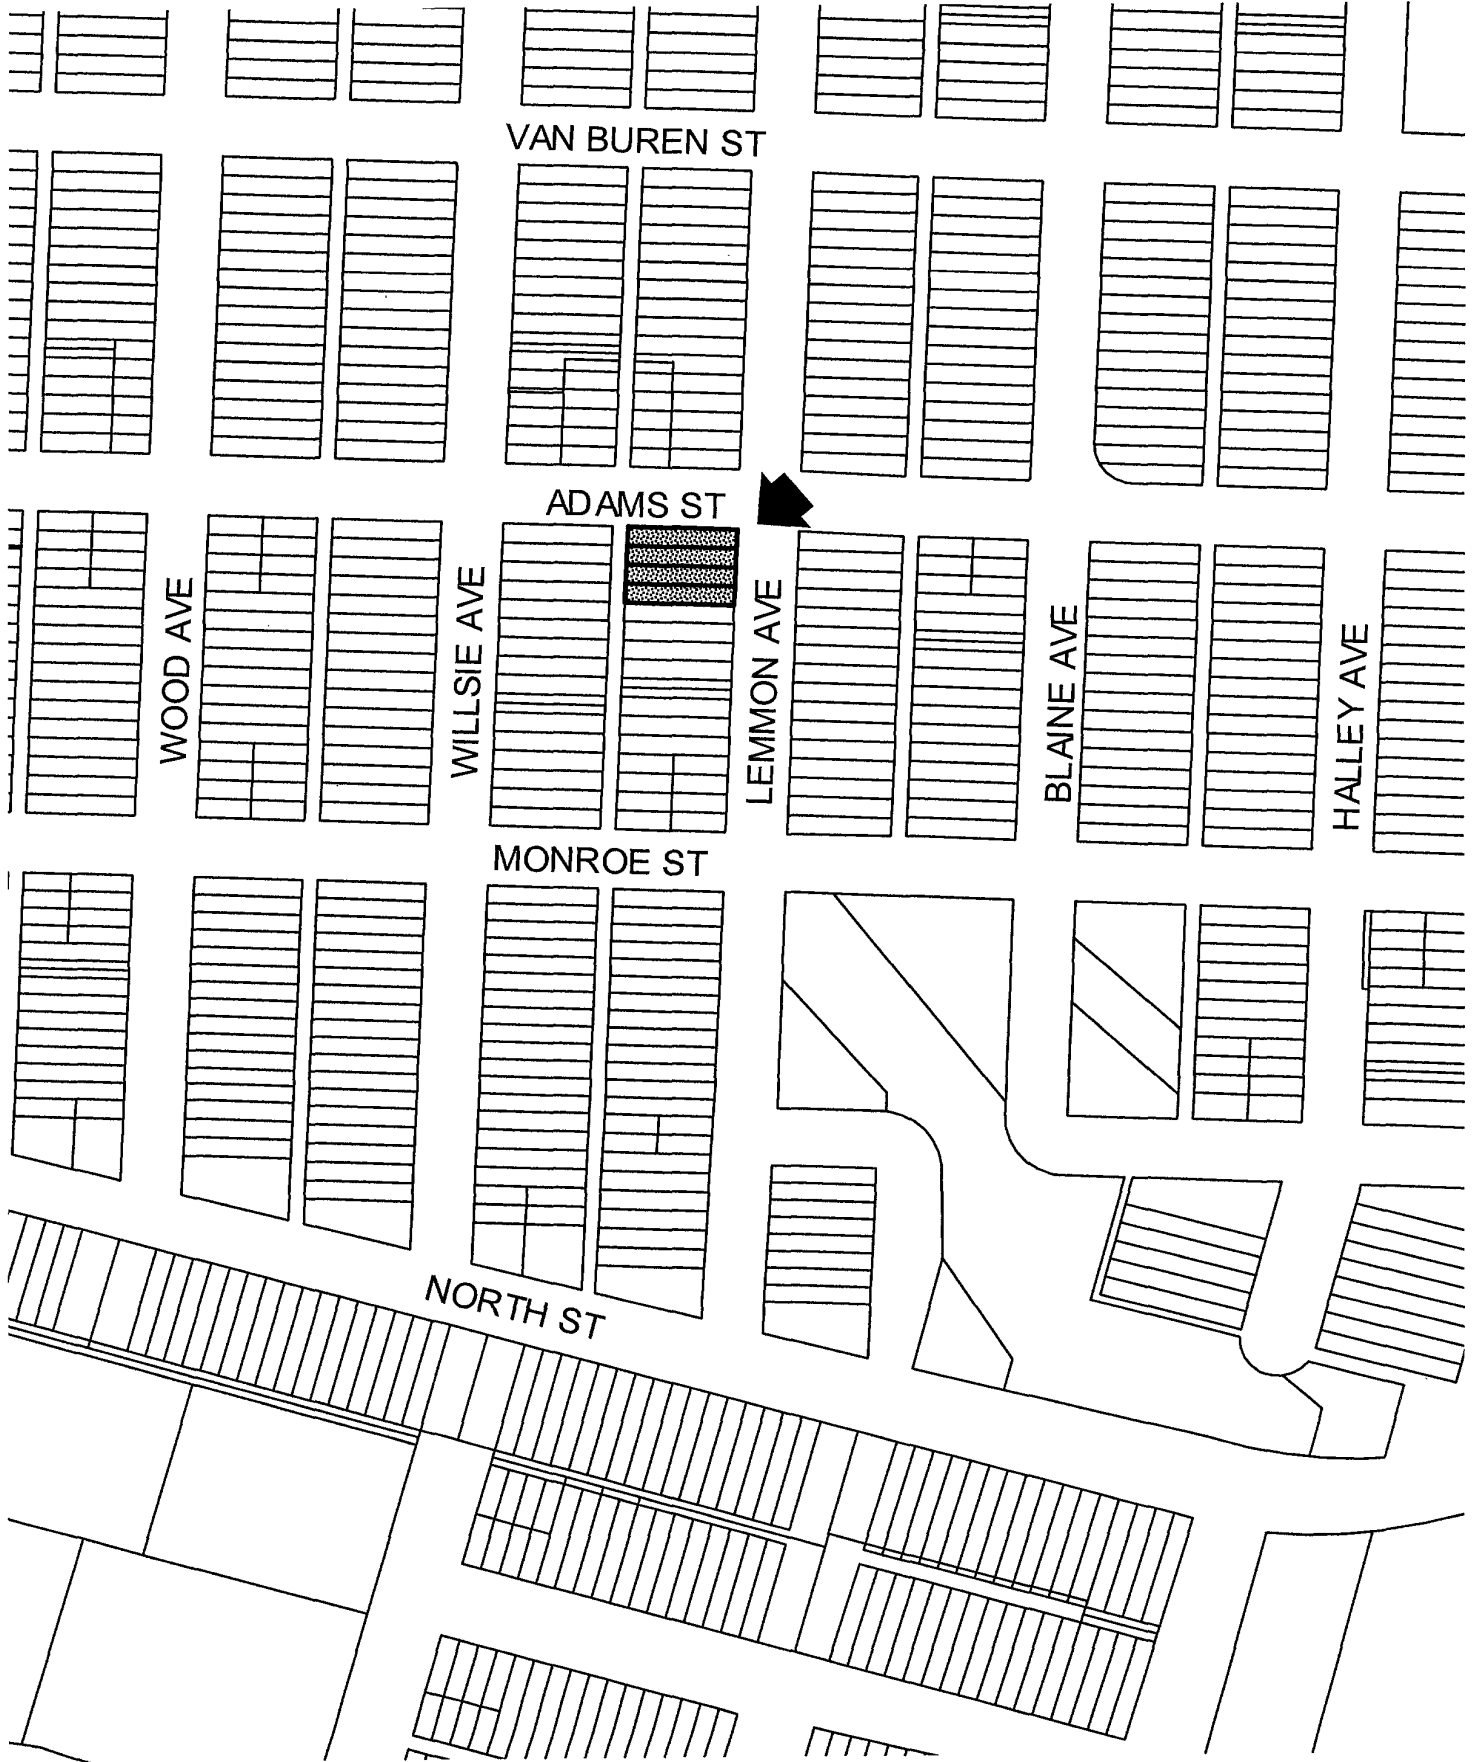 VAN BUREN ST
ADAMS ST
WOOD AVE
WILLSIE AVE
LEMMON AVE
BLAINE AVE
HALLEY AVE
MONROE ST
NORTH ST